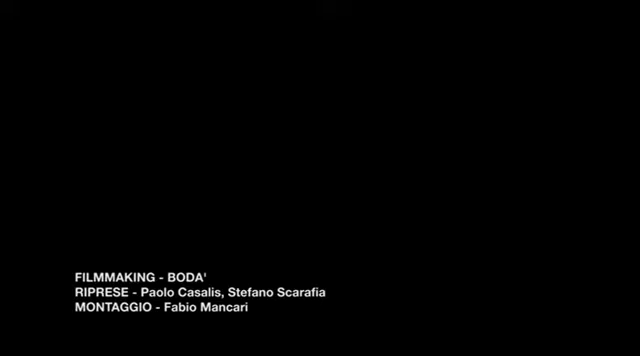 FILMMAKING - BODA'
RIPRESE - Paolo Casalis, Stefano Scarafia
MONTAGGIO - Fabio Mancari